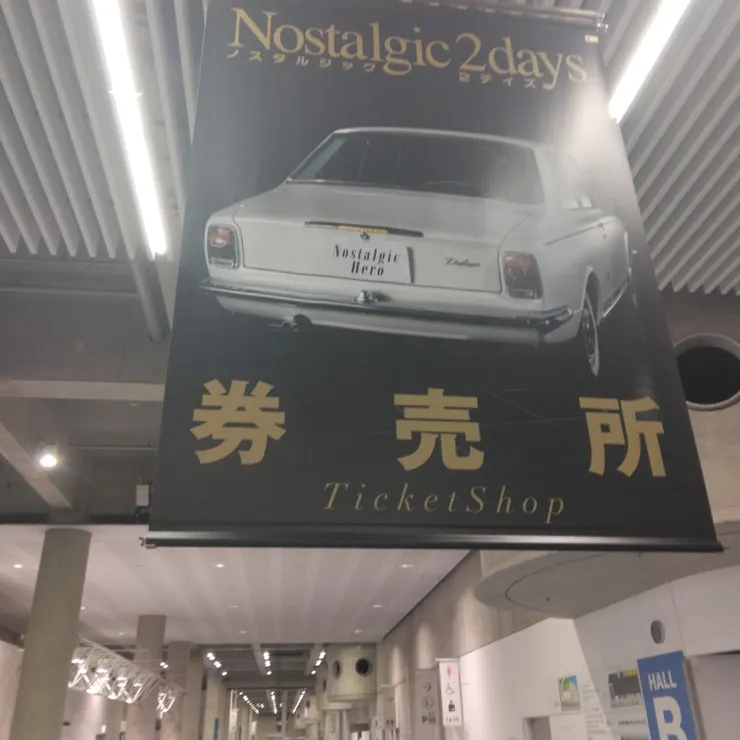 Nostalgic 2days
ノスタルジック 2デイズ
Nostalgic
Hero
券売所
TicketShop
HALL
B